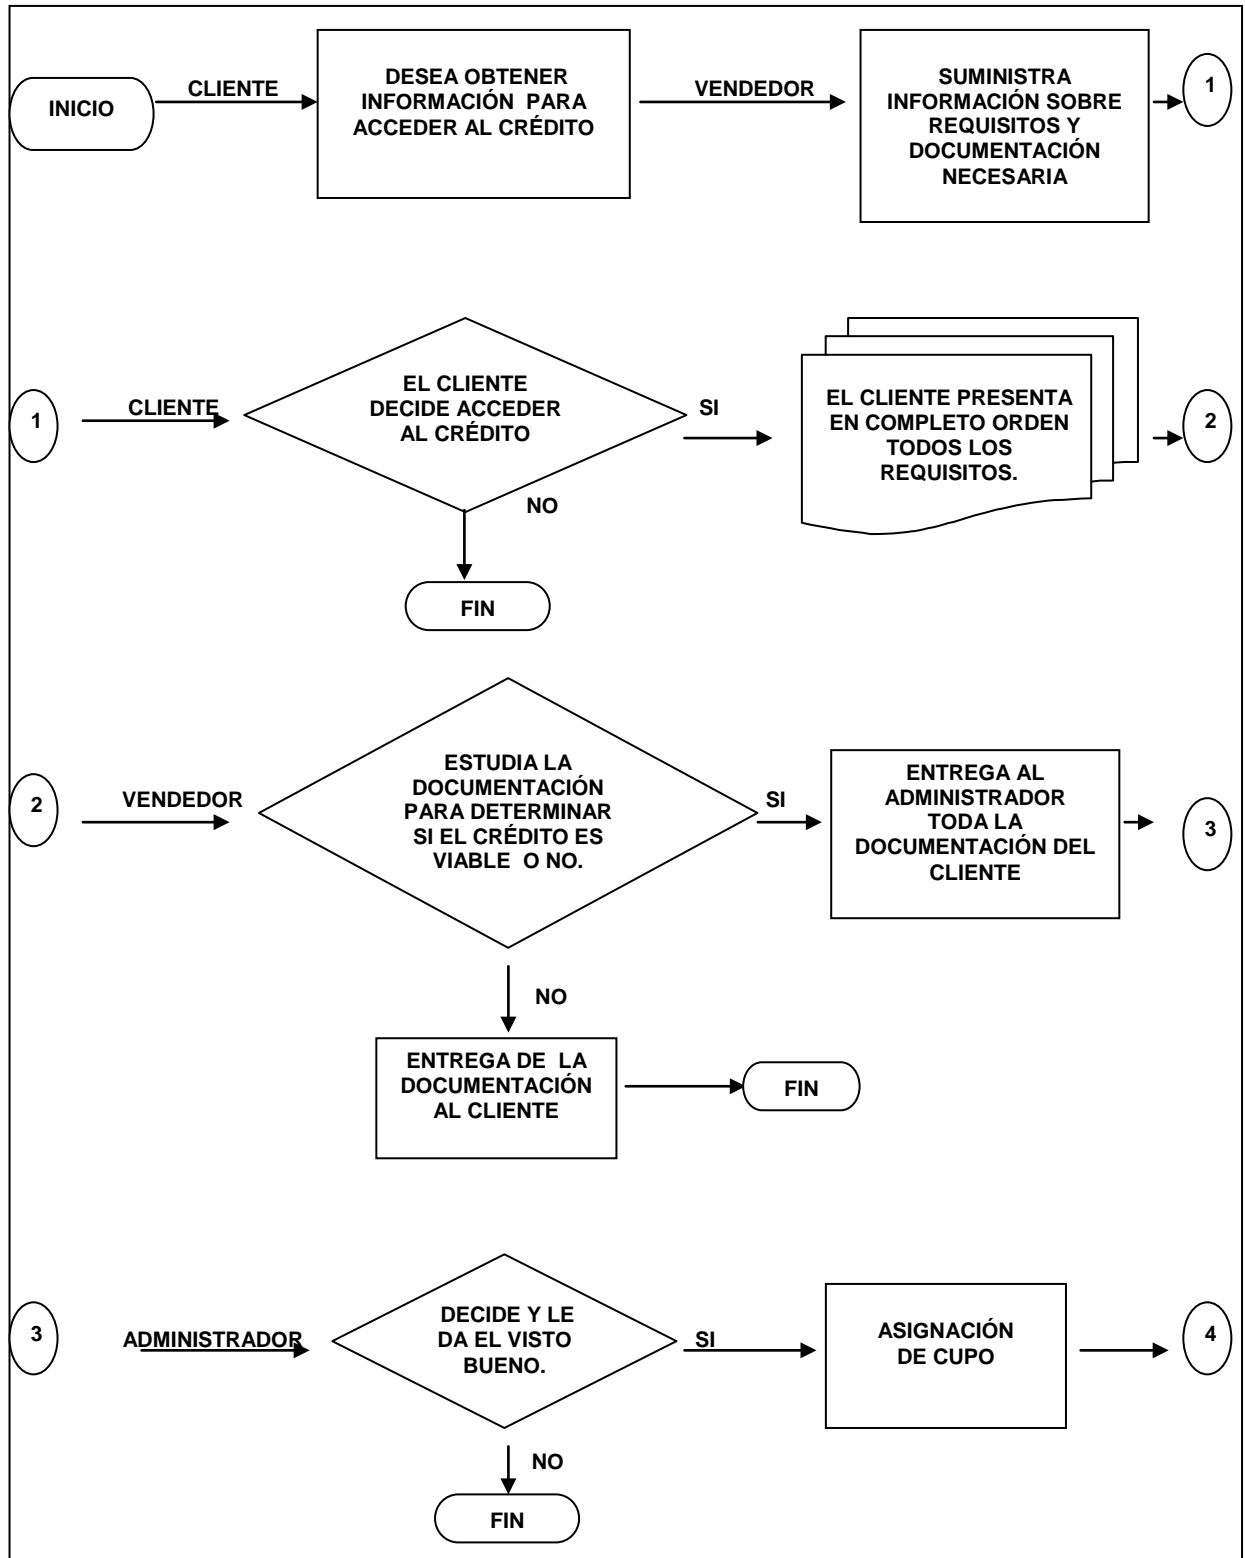 INICIO
CLIENTE
DESEA OBTENER
INFORMACIÓN PARA
ACCEDER AL CRÉDITO
VENDEDOR
SUMINISTRA
INFORMACIÓN SOBRE
REQUISITOS Y
DOCUMENTACIÓN
NECESARIA
1
1
CLIENTE
EL CLIENTE
DECIDE ACCEDER
AL CRÉDITO
SI
EL CLIENTE PRESENTA
EN COMPLETO ORDEN
TODOS LOS
REQUISITOS.
2
NO
FIN
2
VENDEDOR
ESTUDIA LA
DOCUMENTACIÓN
PARA DETERMINAR
SI EL CRÉDITO ES
VIABLE O NO.
SI
ENTREGA AL
ADMINISTRADOR
TODA LA
DOCUMENTACIÓN DEL
CLIENTE
3
NO
ENTREGA DE LA
DOCUMENTACIÓN
AL CLIENTE
FIN
3
ADMINISTRADOR
DECIDE Y LE
DA EL VISTO
BUENO.
SI
ASIGNACIÓN
DE CUPO
4
NO
FIN